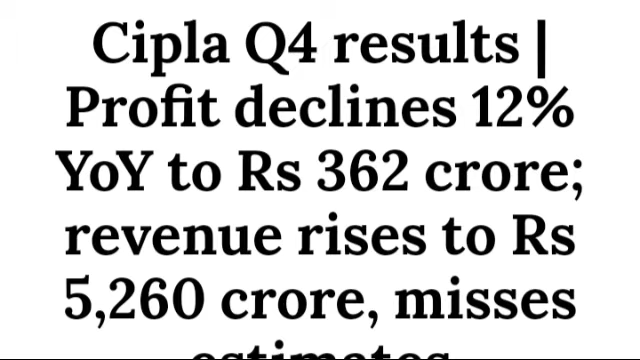 Cipla Q4 results |
Profit declines 12%
YoY to Rs 362 crore;
revenue rises to Rs
5,260 crore, misses
estimates